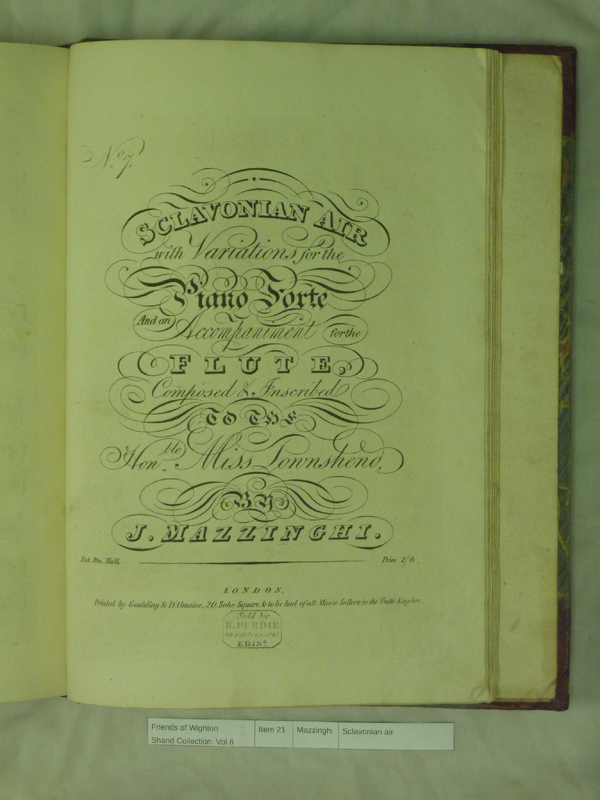 No. 7.
SCLAVONIAN AIR
with Variations for the
Piano Forte
And an Accompaniment for the
FLUTE,
Composed & Inscribed
TO THE
Honble. Miss Townshend,
BY
J. MAZZINGHI.
Ent. Sta. Hall. Price 2/6
LONDON,
Printed by Goulding & D'Almaine, 20, Soho Square, & to be had of all Music Sellers in the United Kingdom.
Sold by
R. PURDIE
EDINR.
Friends of Wighton Item 21 Mazzinghi Sclavonian air
Shand Collection. Vol.6